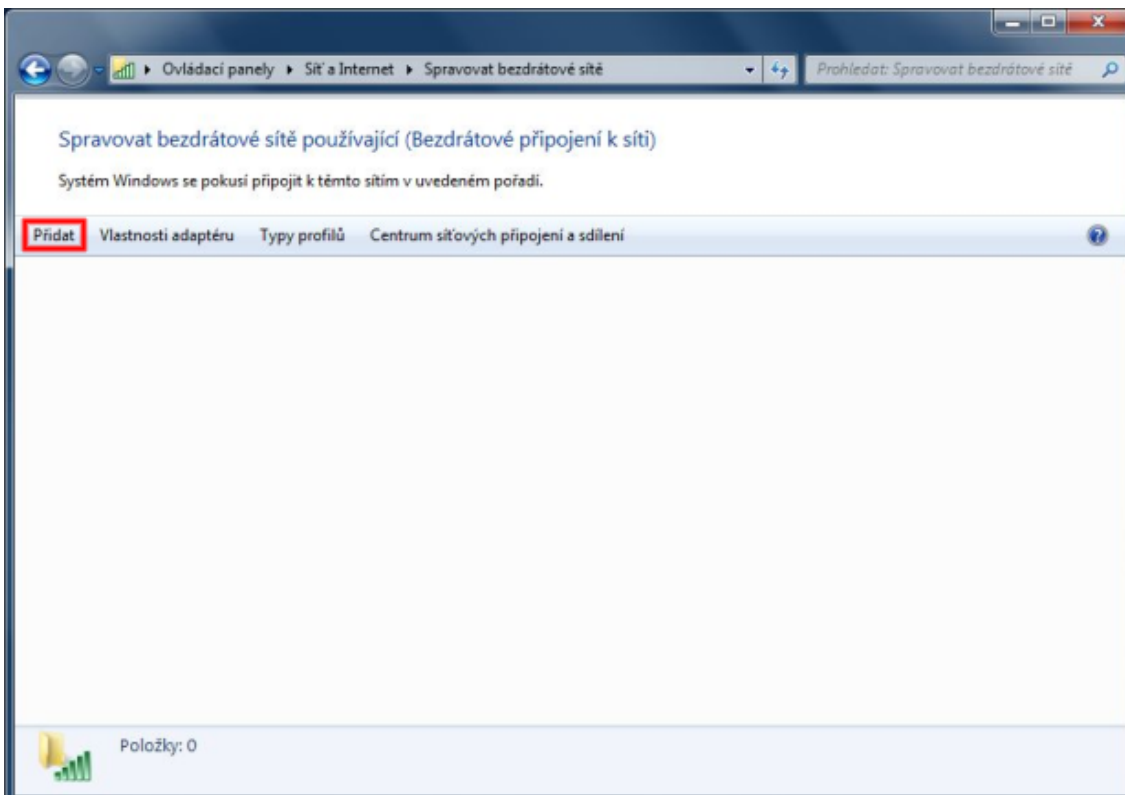 Ovládací panely ▸ Síť a Internet ▸ Spravovat bezdrátové sítě
Prohledat: Spravovat bezdrátové sítě
Spravovat bezdrátové sítě používající (Bezdrátové připojení k síti)
Systém Windows se pokusí připojit k těmto sítím v uvedeném pořadí.
Přidat Vlastnosti adaptéru Typy profilů Centrum síťových připojení a sdílení
Položky: 0